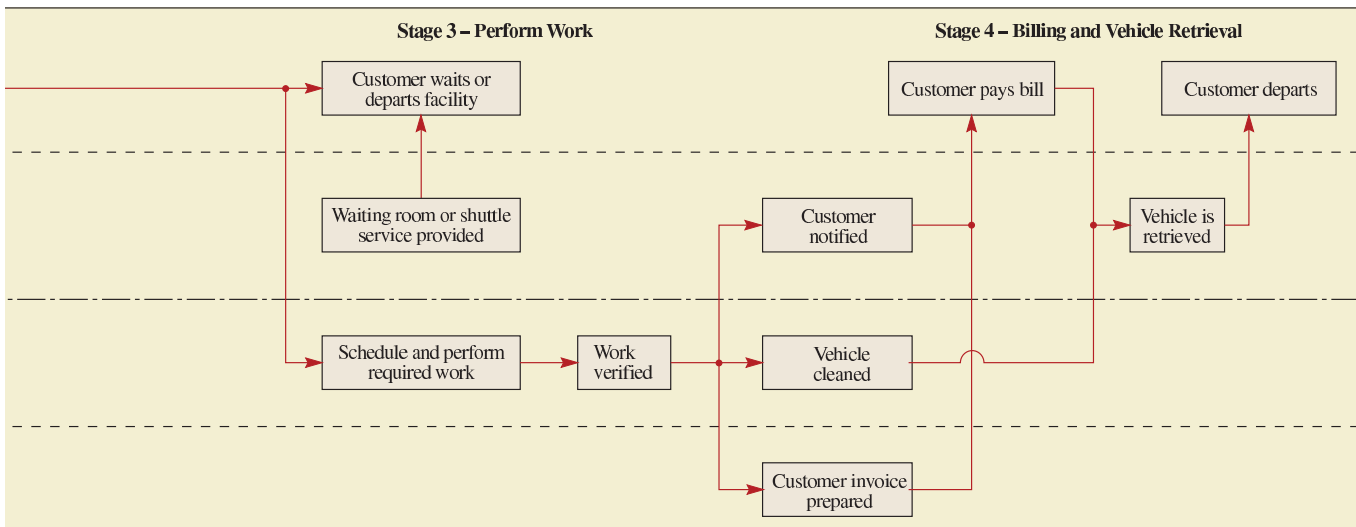 Stage 3 – Perform Work
Stage 4 – Billing and Vehicle Retrieval
Customer waits or
departs facility
Customer pays bill
Customer departs
Waiting room or shuttle
service provided
Customer
notified
Vehicle is
retrieved
Schedule and perform
required work
Work
verified
Vehicle
cleaned
Customer invoice
prepared